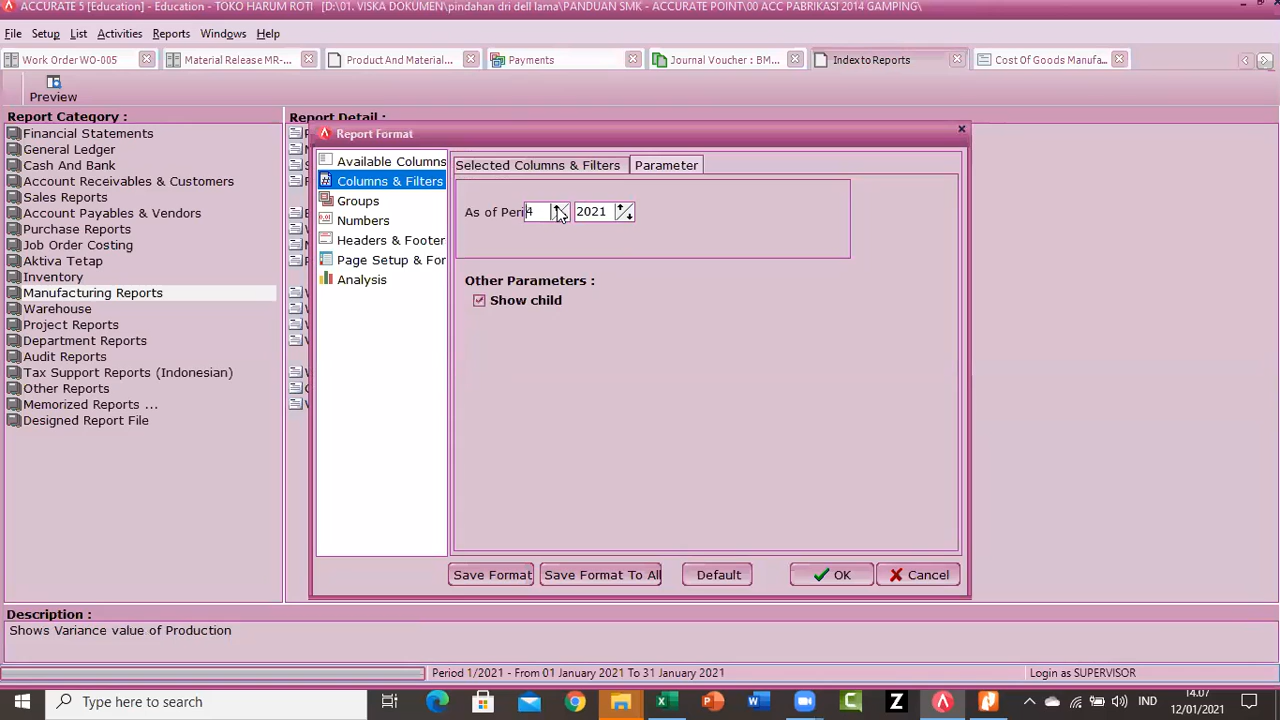 ACCURATE 5 [Education] - Education - TOKO HARUM ROTI [D:\01. VISKA DOKUMEN\pindahan dri dell lama\PANDUAN SMK - ACCURATE POINT\00 ACC PABRIKASI 2014 GAMPING\]
File Setup List Activities Reports Windows Help
Work Order WO-005 Material Release MR-... Product And Material... Payments Journal Voucher : BM... Index to Reports Cost Of Goods Manufa...
Preview
Report Category :
Financial Statements
General Ledger
Cash And Bank
Account Receivables & Customer
Sales Reports
Account Payables & Vendors
Purchase Reports
Job Order Costing
Aktiva Tetap
Inventory
Manufacturing Reports
Warehouse
Project Reports
Department Reports
Audit Reports
Tax Support Reports (Indonesian)
Other Reports
Memorized Reports ...
Designed Report File
Report Detail :
Report Format
Available Columns
Columns & Filters
Groups
Numbers
Headers & Footer
Page Setup & For
Analysis
Selected Columns & Filters Parameter
As of Peri 4 2021
Other Parameters :
Show child
Save Format Save Format To All Default OK Cancel
Description :
Shows Variance value of Production
Period 1/2021 - From 01 January 2021 To 31 January 2021 Login as SUPERVISOR
Type here to search
IND
14.07
12/01/2021